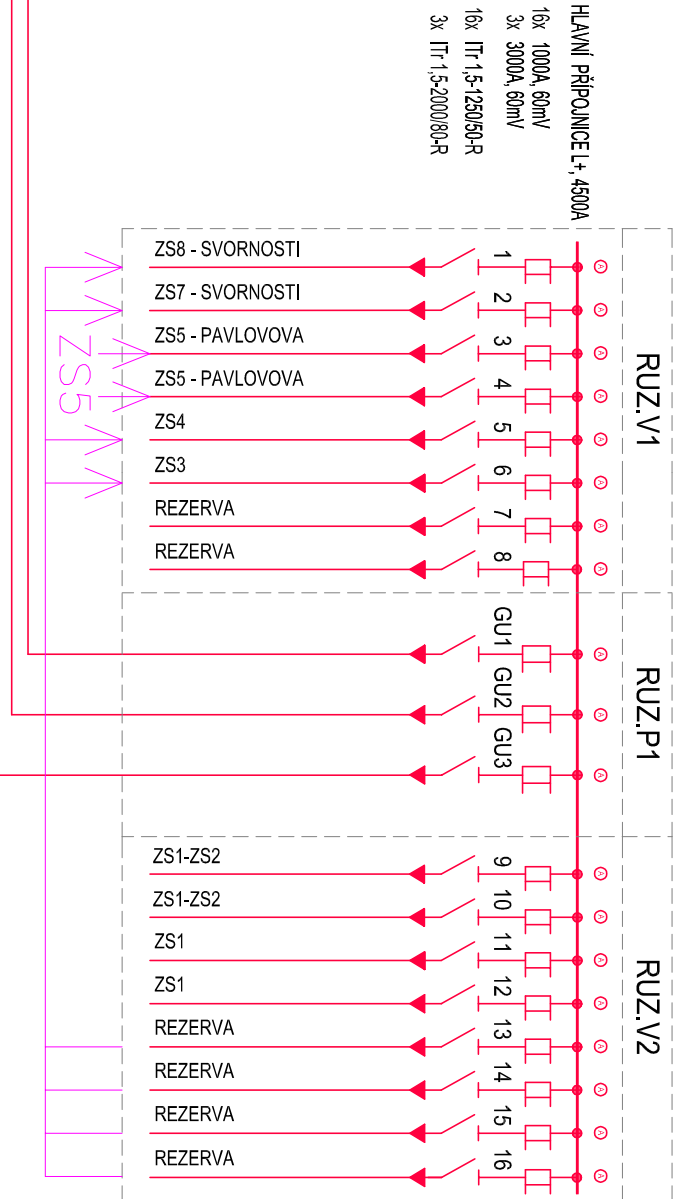 HLAVNÍ PŘÍPOJNICE L+, 4500A
16x 1000A, 60mV
3x 3000A, 60mV
16x ITr 1,5-1250/50-R
3x ITr 1,5-2000/80-R
RUZ.V1
A A A A A A A A
1 2 3 4 5 6 7 8
ZS8 - SVORNOSTI
ZS7 - SVORNOSTI
ZS5 - PAVLOVOVA
ZS5 - PAVLOVOVA
ZS4
ZS3
REZERVA
REZERVA
ZS5
RUZ.P1
A A A
GU1 GU2 GU3
RUZ.V2
A A A A A A A A
9 10 11 12 13 14 15 16
ZS1-ZS2
ZS1-ZS2
ZS1
ZS1
REZERVA
REZERVA
REZERVA
REZERVA